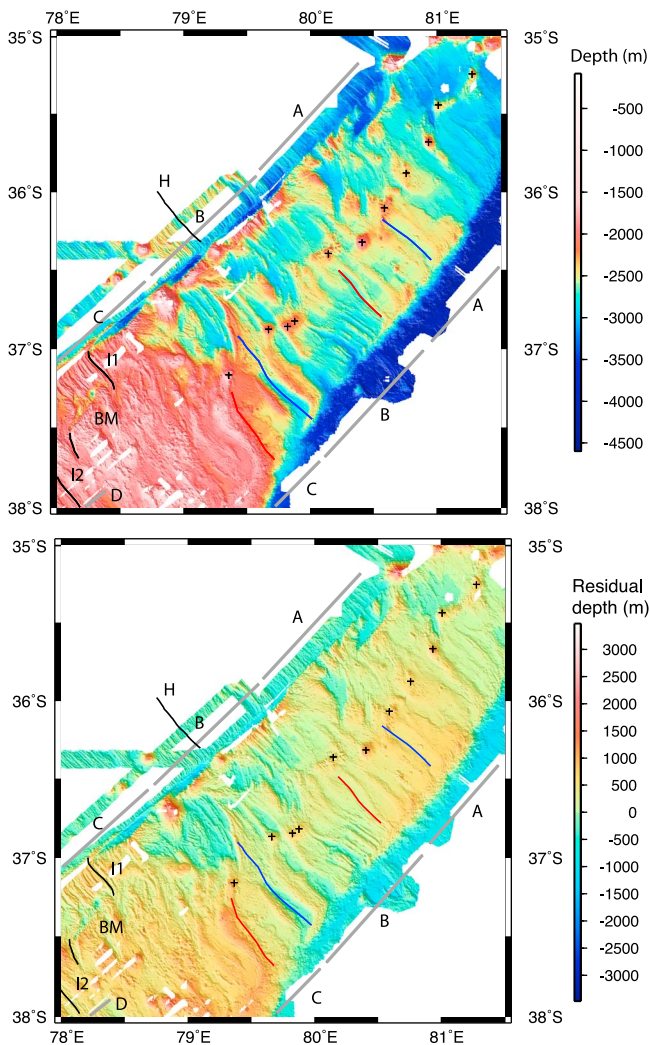 78˚E 79˚E 80˚E 81˚E
35˚S 35˚S
Depth (m)
A
-500
-1000
H
-1500
36˚S 36˚S
B
-2000
-2500
A
C
-3000
37˚S 37˚S
I1
-3500
B
BM
-4000
I2
C
-4500
D
38˚S 38˚S
35˚S 35˚S
Residual
depth (m)
A
3000
2500
H
2000
36˚S 36˚S
B
1500
1000
500
A
C
0
37˚S 37˚S
I1
-500
-1000
B
BM
-1500
-2000
I2
-2500
D C
-3000
38˚S 38˚S
78˚E 79˚E 80˚E 81˚E